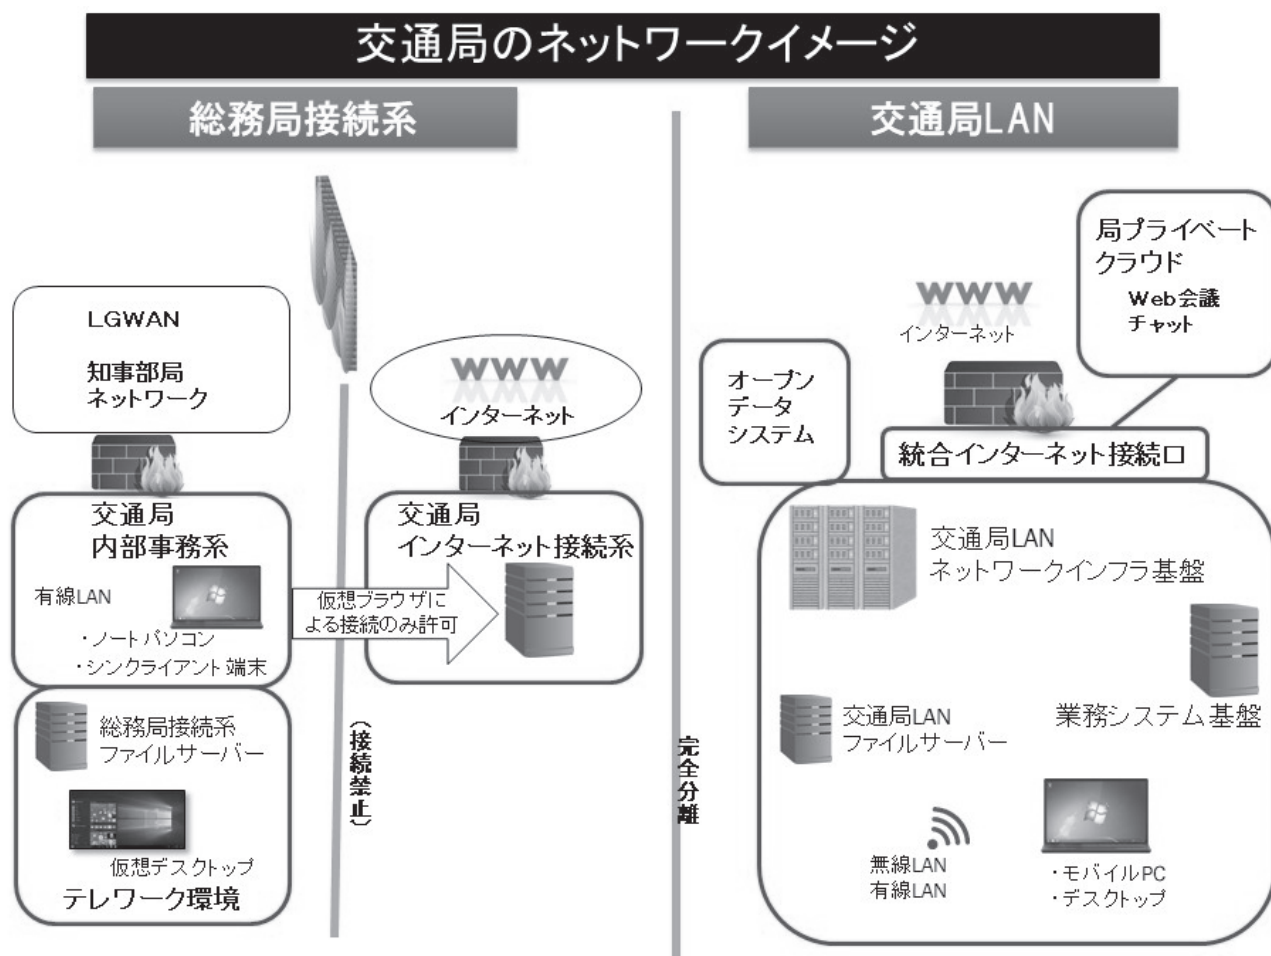 交通局のネットワークイメージ
総務局接続系
LGWAN
知事部局
ネットワーク
WWW
インターネット
交通局
内部事務系
有線LAN
・ノートパソコン
・シンクライアント端末
仮想ブラウザに
よる接続のみ許可
交通局
インターネット接続系
総務局接続系
ファイルサーバー
仮想デスクトップ
テレワーク環境
（接続禁止）
完全分離
交通局LAN
局プライベート
クラウド
Web会議
チャット
WWW
インターネット
オープン
データ
システム
統合インターネット接続口
交通局LAN
ネットワークインフラ基盤
業務システム基盤
交通局LAN
ファイルサーバー
無線LAN
有線LAN
・モバイルPC
・デスクトップ